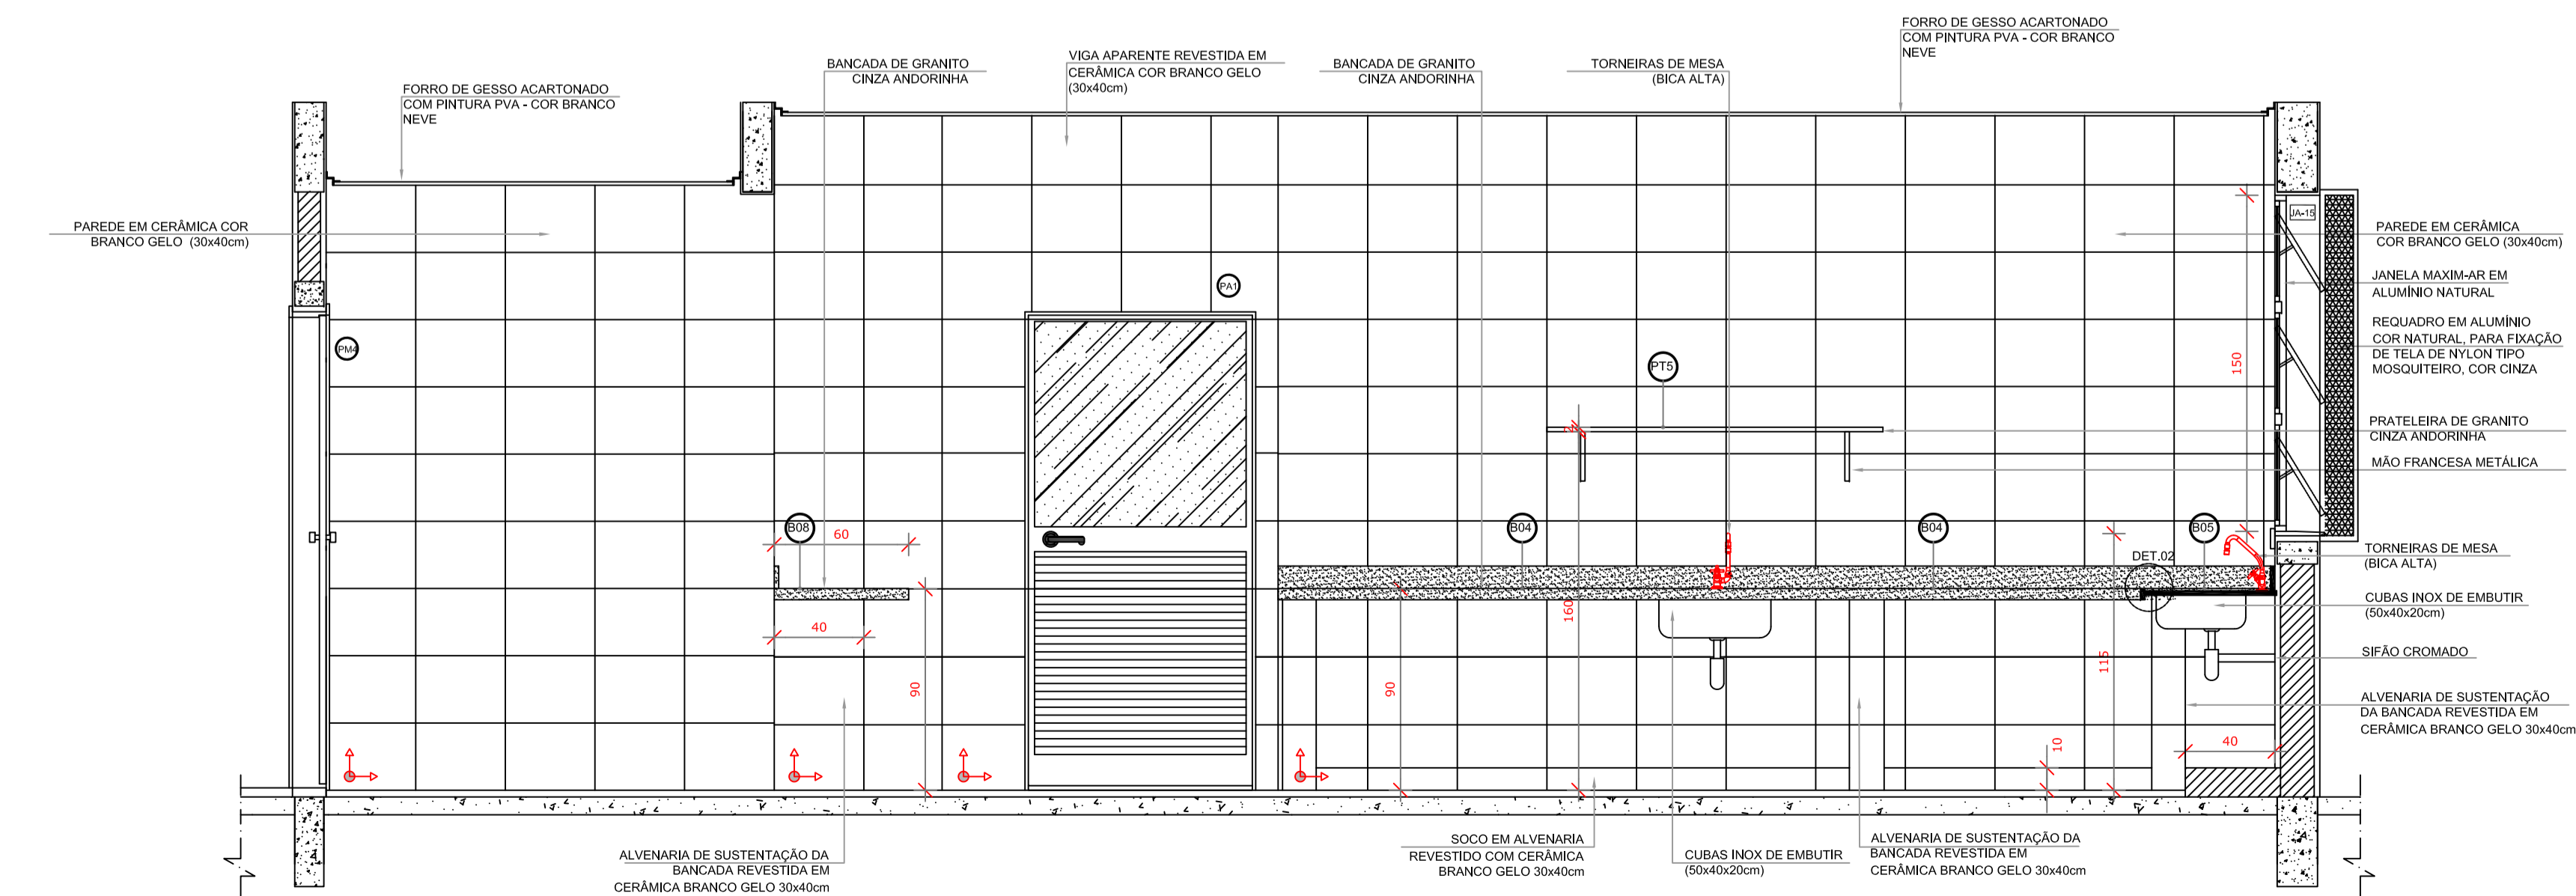 FORRO DE GESSO ACARTONADO
COM PINTURA PVA - COR BRANCO
NEVE
BANCADA DE GRANITO
CINZA ANDORINHA
VIGA APARENTE REVESTIDA EM
CERÂMICA COR BRANCO GELO
(30x40cm)
BANCADA DE GRANITO
CINZA ANDORINHA
TORNEIRAS DE MESA
(BICA ALTA)
FORRO DE GESSO ACARTONADO
COM PINTURA PVA - COR BRANCO
NEVE
PAREDE EM CERÂMICA COR
BRANCO GELO (30x40cm)
JA-15
PAREDE EM CERÂMICA
COR BRANCO GELO (30x40cm)
JANELA MAXIM-AR EM
ALUMÍNIO NATURAL
REQUADRO EM ALUMÍNIO
COR NATURAL, PARA FIXAÇÃO
DE TELA DE NYLON TIPO
MOSQUITEIRO, COR CINZA
PRATELEIRA DE GRANITO
CINZA ANDORINHA
MÃO FRANCESA METÁLICA
TORNEIRAS DE MESA
(BICA ALTA)
CUBAS INOX DE EMBUTIR
(50x40x20cm)
SIFÃO CROMADO
ALVENARIA DE SUSTENTAÇÃO
DA BANCADA REVESTIDA EM
CERÂMICA BRANCO GELO 30x40cm
PA1
PM4
PT5
150
B08
60
B04
B04
B05
DET.02
40
90
90
160
115
10
40
ALVENARIA DE SUSTENTAÇÃO DA
BANCADA REVESTIDA EM
CERÂMICA BRANCO GELO 30x40cm
SOCO EM ALVENARIA
REVESTIDO COM CERÂMICA
BRANCO GELO 30x40cm
CUBAS INOX DE EMBUTIR
(50x40x20cm)
ALVENARIA DE SUSTENTAÇÃO DA
BANCADA REVESTIDA EM
CERÂMICA BRANCO GELO 30x40cm